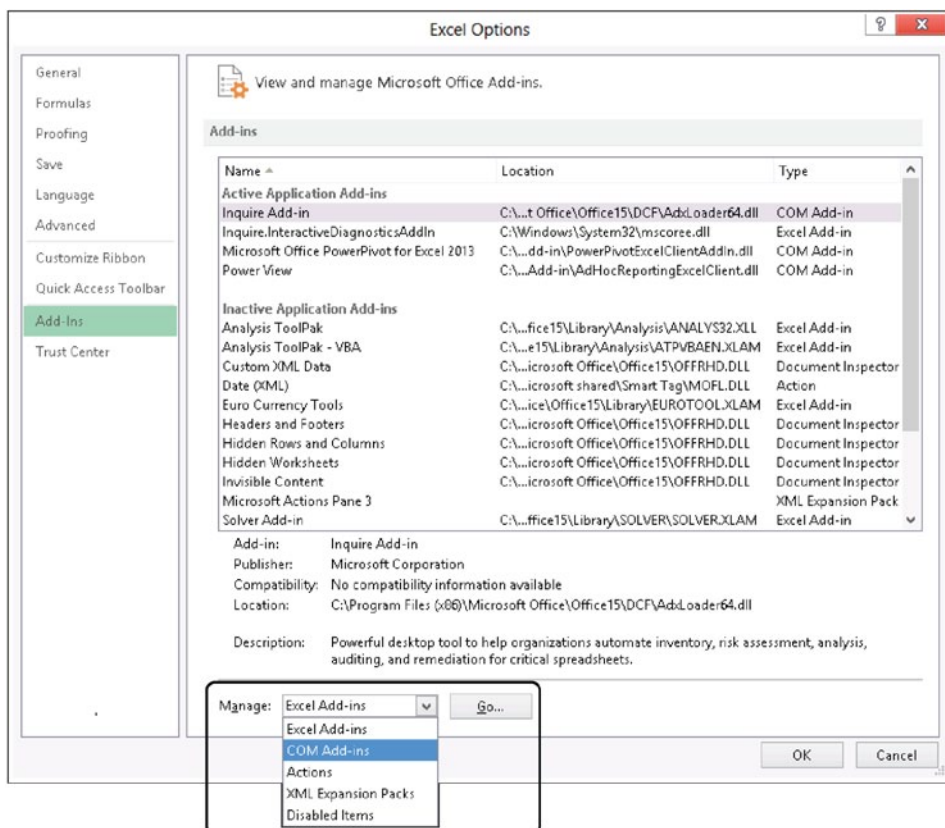 Excel Options
?
General
Formulas
Proofing
Save
Language
Advanced
Customize Ribbon
Quick Access Toolbar
Add-Ins
Trust Center
View and manage Microsoft Office Add-ins.
Add-ins
Name Location Type
Active Application Add-ins
Inquire Add-in C:\...t Office\Office15\DCF\AdxLoader64.dll COM Add-in
Inquire.InteractiveDiagnosticsAddIn C:\Windows\System32\mscoree.dll Excel Add-in
Microsoft Office PowerPivot for Excel 2013 C:\...dd-in\PowerPivotExcelClientAddIn.dll COM Add-in
Power View C:\...Add-in\AdHocReportingExcelClient.dll COM Add-in
Inactive Application Add-ins
Analysis ToolPak C:\...fice15\Library\Analysis\ANALYS32.XLL Excel Add-in
Analysis ToolPak - VBA C:\...e15\Library\Analysis\ATPVBAEN.XLAM Excel Add-in
Custom XML Data C:\...icrosoft Office\Office15\OFFRHD.DLL Document Inspector
Date (XML) C:\...icrosoft shared\Smart Tag\MOFL.DLL Action
Euro Currency Tools C:\...ice\Office15\Library\EUROTOOL.XLAM Excel Add-in
Headers and Footers C:\...icrosoft Office\Office15\OFFRHD.DLL Document Inspector
Hidden Rows and Columns C:\...icrosoft Office\Office15\OFFRHD.DLL Document Inspector
Hidden Worksheets C:\...icrosoft Office\Office15\OFFRHD.DLL Document Inspector
Invisible Content C:\...icrosoft Office\Office15\OFFRHD.DLL Document Inspector
Microsoft Actions Pane 3 XML Expansion Pack
Solver Add-in C:\...ffice15\Library\SOLVER\SOLVER.XLAM Excel Add-in
Add-in: Inquire Add-in
Publisher: Microsoft Corporation
Compatibility: No compatibility information available
Location: C:\Program Files (x86)\Microsoft Office\Office15\DCF\AdxLoader64.dll
Description: Powerful desktop tool to help organizations automate inventory, risk assessment, analysis,
auditing, and remediation for critical spreadsheets.
Manage: Excel Add-ins Go...
Excel Add-ins
COM Add-ins
Actions
XML Expansion Packs
Disabled Items
OK Cancel